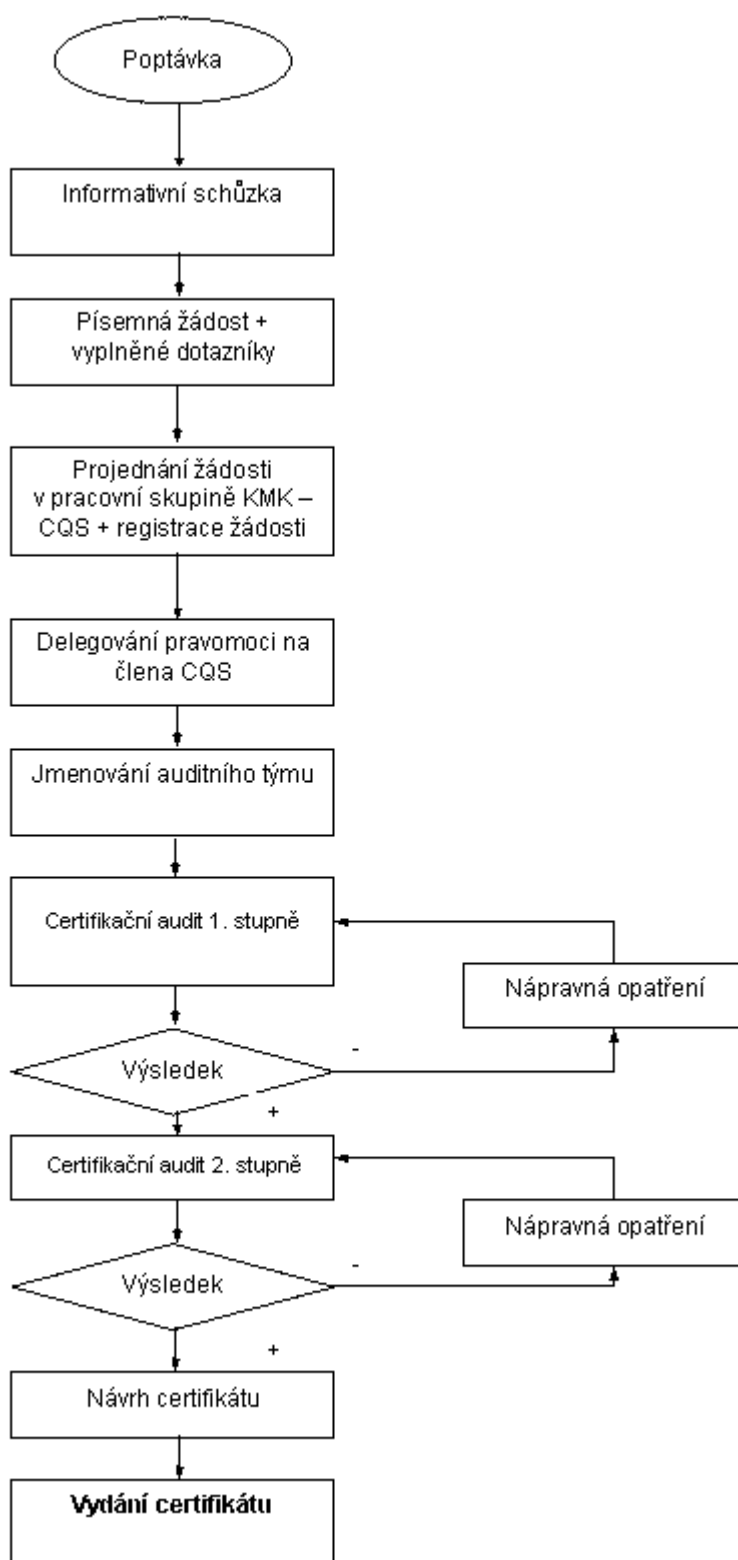 Poptávka
Informativní schůzka
Písemná žádost +
vyplněné dotazníky
Projednání žádosti
v pracovní skupině KMK –
CQS + registrace žádosti
Delegování pravomoci na
člena CQS
Jmenování auditního týmu
Certifikační audit 1. stupně
Nápravná opatření
-
Výsledek
+
Certifikační audit 2. stupně
Nápravná opatření
-
Výsledek
+
Návrh certifikátu
Vydání certifikátu